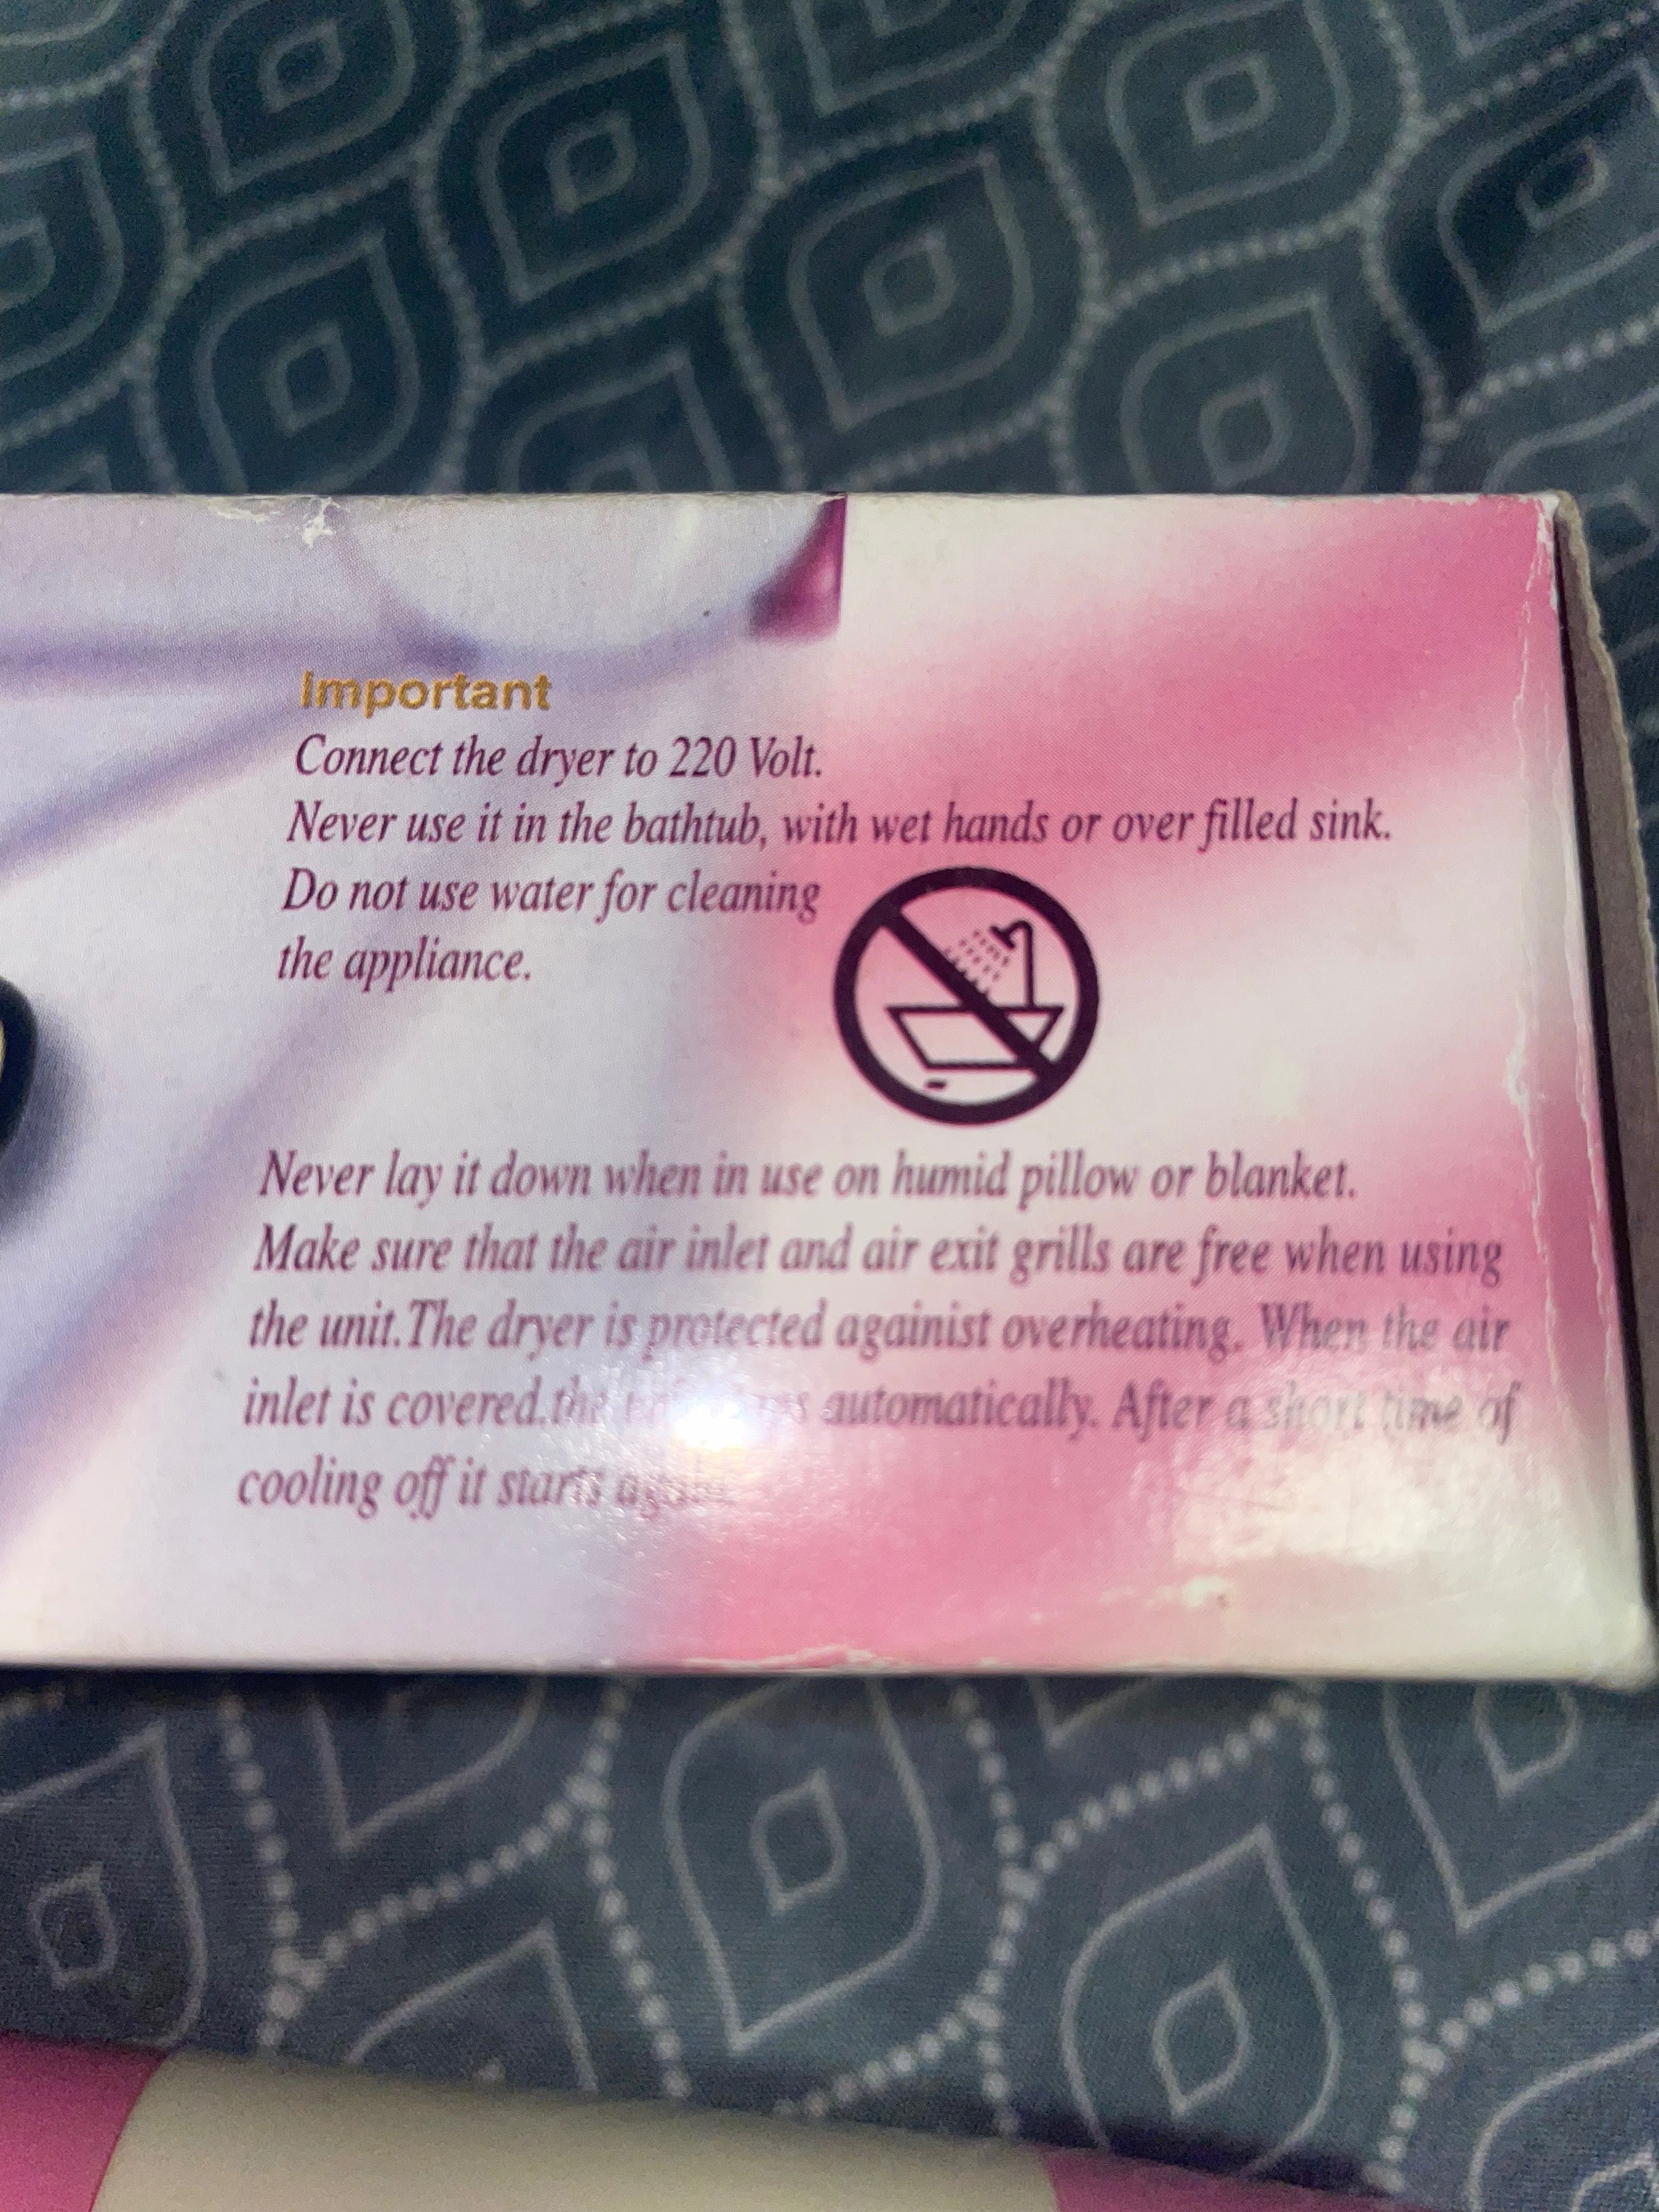 Important
Connect the dryer to 220 Volt.
Never use it in the bathtub, with wet hands or over filled sink.
Do not use water for cleaning
the appliance.
Never lay it down when in use on humid pillow or blanket.
Make sure that the air inlet and air exit grills are free when using
the unit.The dryer is protected againist overheating. When the air
inlet is covered.the automatically. After a short time of
cooling off it starts again.